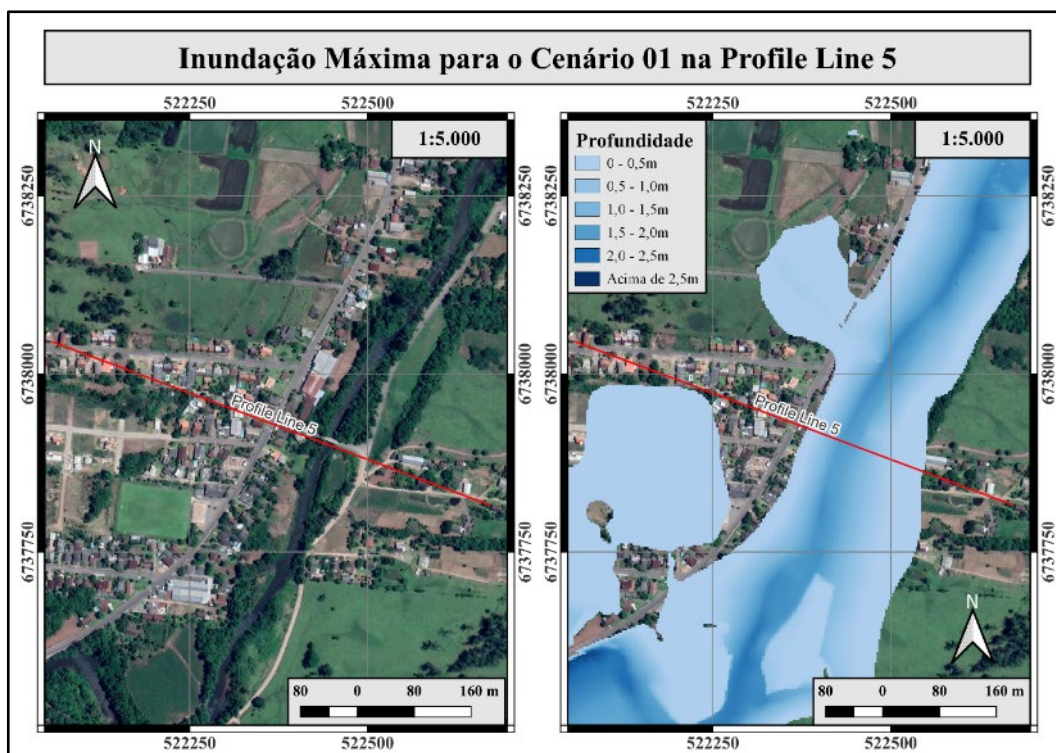 Inundação Máxima para o Cenário 01 na Profile Line 5
522250 522500
522250 522500
1:5.000
1:5.000
N
Profundidade
0 - 0,5m
0,5 - 1,0m
1,0 - 1,5m
1,5 - 2,0m
2,0 - 2,5m
Acima de 2,5m
6738250
6738250
6738250
6738000
6738000
6738000
Profile Line 5
Profile Line 5
6737750
6737750
6737750
N
80 0 80 160 m
80 0 80 160 m
522250 522500
522250 522500